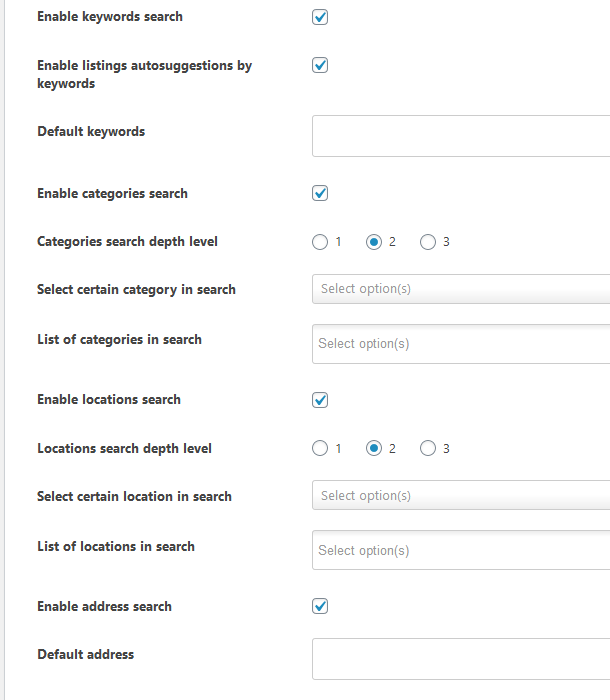 Enable keywords search
Enable listings autosuggestions by
keywords
Default keywords
Enable categories search
Categories search depth level 1 2 3
Select certain category in search Select option(s)
List of categories in search Select option(s)
Enable locations search
Locations search depth level 1 2 3
Select certain location in search Select option(s)
List of locations in search Select option(s)
Enable address search
Default address